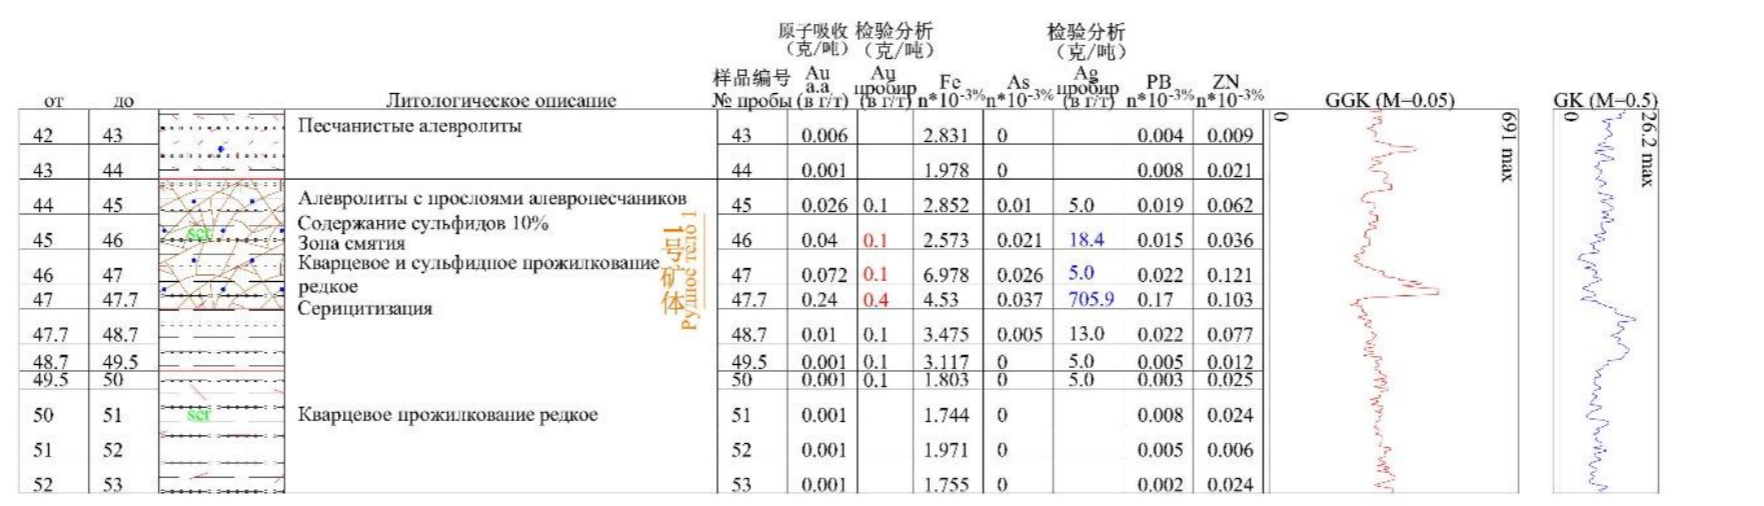 原子吸收 检验分析 检验分析
（克/吨）（克/吨） （克/吨）
样品编号 Au Au Fe As Ag PB ZN
а.а пробир пробир
от до Литологическое описание № пробы (в г/т) (в г/т) n*10-3% n*10-3% (в г/т) n*10-3% n*10-3% GGK (M–0.05) GK (M–0.5)
0 691 max 0 26.2 max
42 43 Песчанистые алевролиты 43 0.006 2.831 0 0.004 0.009
43 44 44 0.001 1.978 0 0.008 0.021
44 45 Алевролиты с прослоями алевропесчаников 45 0.026 0.1 2.852 0.01 5.0 0.019 0.062
Содержание сульфидов 10%
45 46 ser Зона смятия 46 0.04 0.1 2.573 0.021 18.4 0.015 0.036
Кварцевое и сульфидное прожилкование
46 47 редкое 47 0.072 0.1 6.978 0.026 5.0 0.022 0.121
47 47.7 Серицитизация 47.7 0.24 0.4 4.53 0.037 705.9 0.17 0.103
1号矿体
Рудное тело 1
47.7 48.7 48.7 0.01 0.1 3.475 0.005 13.0 0.022 0.077
48.7 49.5 49.5 0.001 0.1 3.117 0 5.0 0.005 0.012
49.5 50 50 0.001 0.1 1.803 0 5.0 0.003 0.025
50 51 ser Кварцевое прожилкование редкое 51 0.001 1.744 0 0.008 0.024
51 52 52 0.001 1.971 0 0.005 0.006
52 53 53 0.001 1.755 0 0.002 0.024